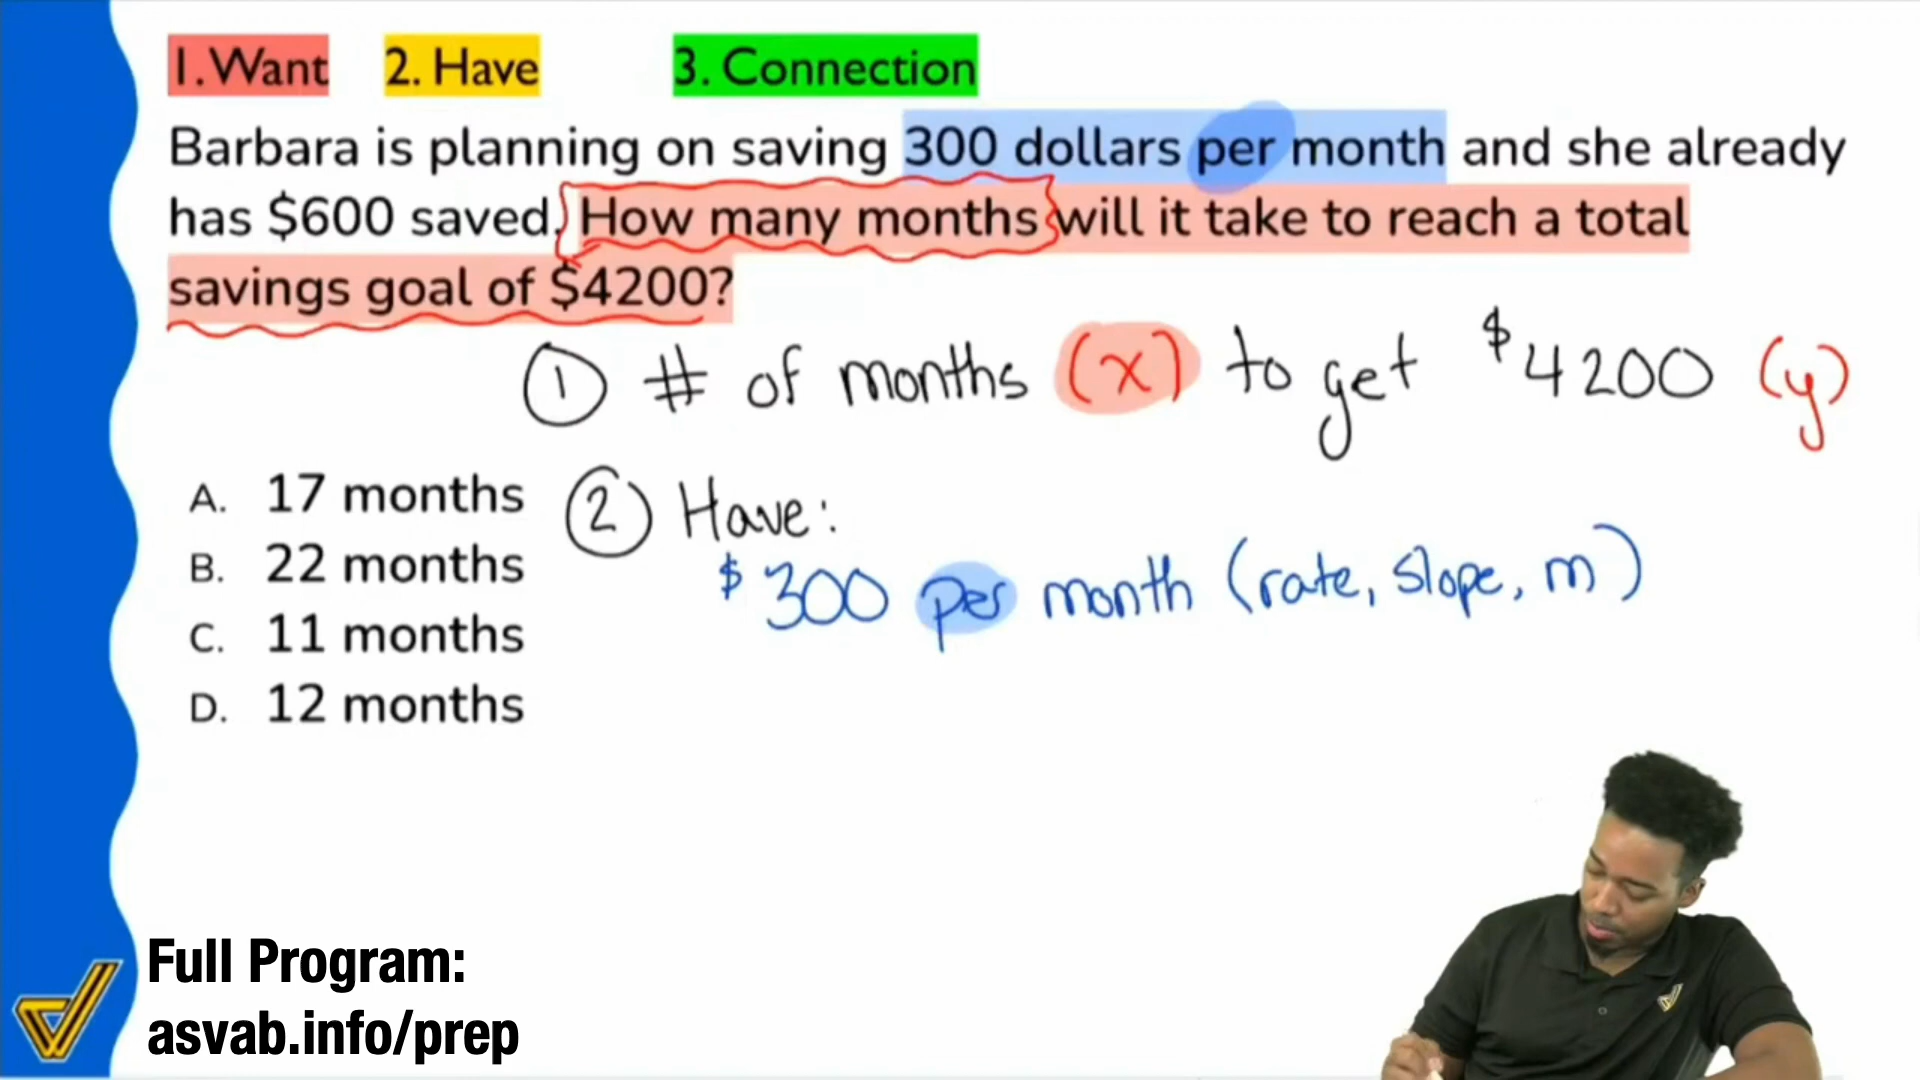 1. Want 2. Have 3. Connection
Barbara is planning on saving 300 dollars per month and she already
has $600 saved. How many months will it take to reach a total
savings goal of $4200?
① # of months (x) to get $4200 (y)
A. 17 months
B. 22 months
C. 11 months
D. 12 months
② Have:
$300 per month (rate, slope, m)
Full Program:
asvab.info/prep